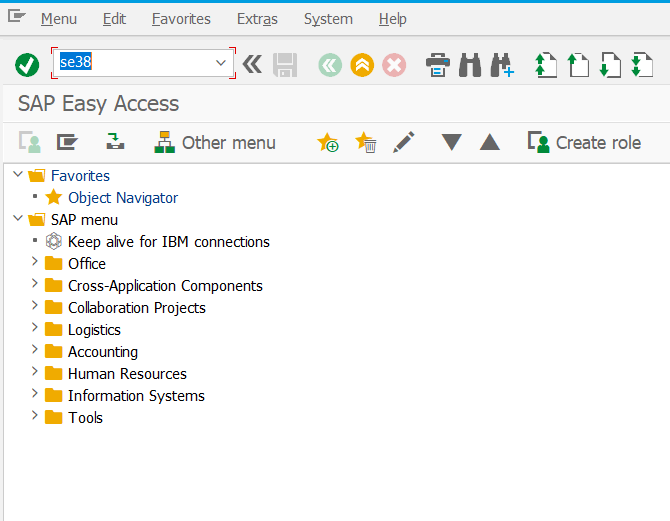 Menu Edit Favorites Extras System Help
se38
SAP Easy Access
Other menu Create role
Favorites
Object Navigator
SAP menu
Keep alive for IBM connections
Office
Cross-Application Components
Collaboration Projects
Logistics
Accounting
Human Resources
Information Systems
Tools